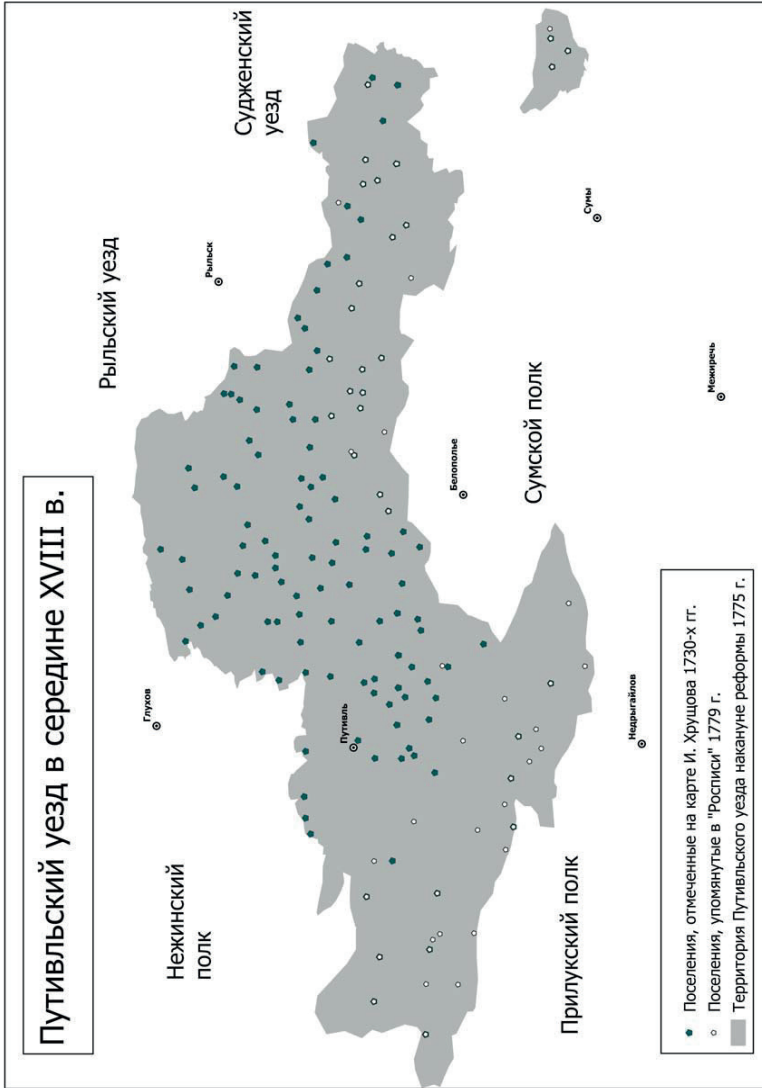 Путивльский уезд в середине XVIII в.
Глухов
Рыльский уезд
Рыльск
Судженский
уезд
Нежинский
полк
Путивль
Белополье
Сумской полк
Сумы
Межиречь
Прилукский полк
Недрыгайлов
Поселения, отмеченные на карте И. Хрущова 1730-х гг.
Поселения, упомянутые в "Росписи" 1779 г.
Территория Путивльского уезда накануне реформы 1775 г.